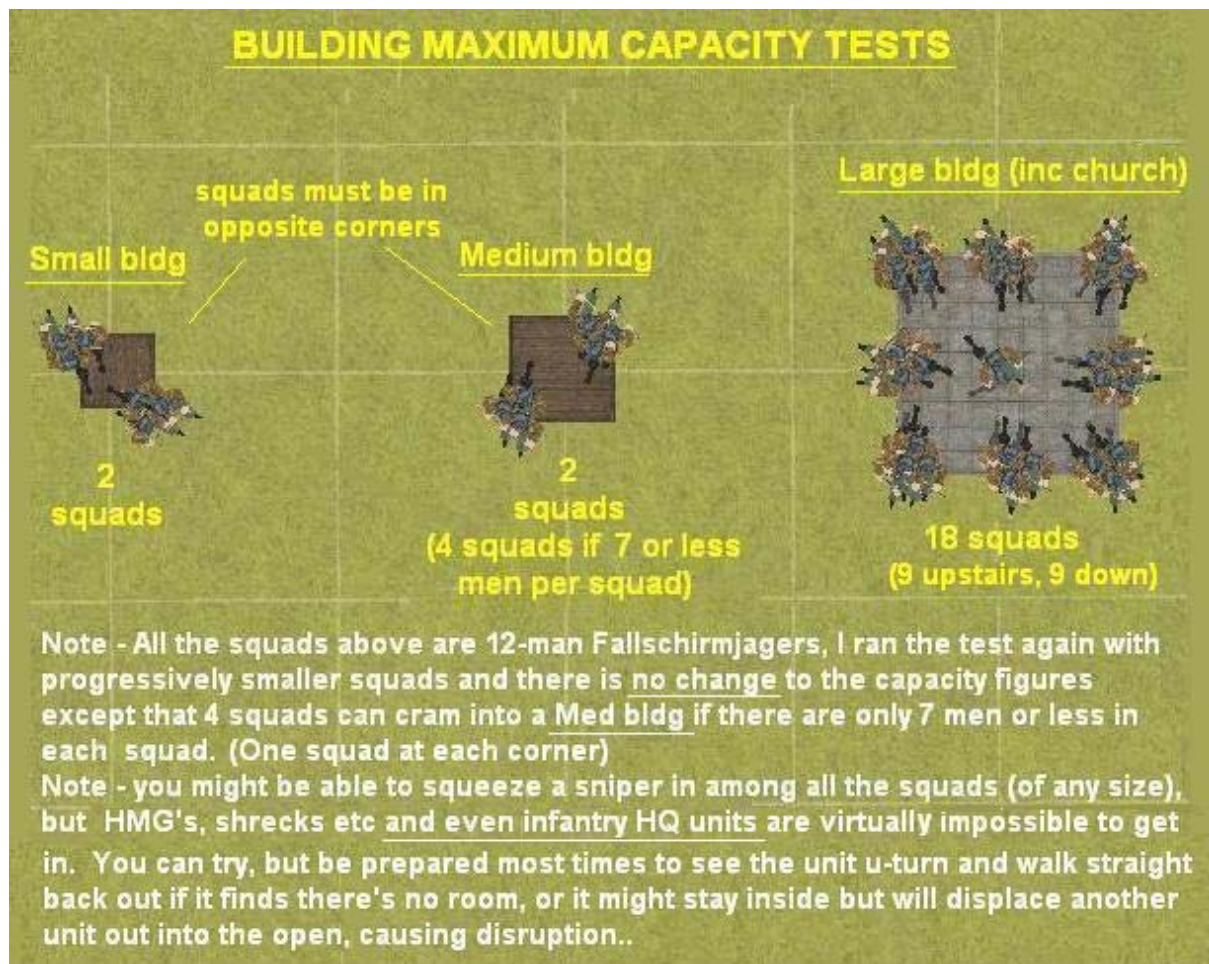 BUILDING MAXIMUM CAPACITY TESTS
Large bldg (inc church)
squads must be in
opposite corners
Small bldg
Medium bldg
2
squads
2
squads
(4 squads if 7 or less
men per squad)
18 squads
(9 upstairs, 9 down)
Note - All the squads above are 12-man Fallschirmjagers, I ran the test again with
progressively smaller squads and there is no change to the capacity figures
except that 4 squads can cram into a Med bldg if there are only 7 men or less in
each squad. (One squad at each corner)
Note - you might be able to squeeze a sniper in among all the squads (of any size),
but HMG's, shrecks etc and even infantry HQ units are virtually impossible to get
in. You can try, but be prepared most times to see the unit u-turn and walk straight
back out if it finds there's no room, or it might stay inside but will displace another
unit out into the open, causing disruption..